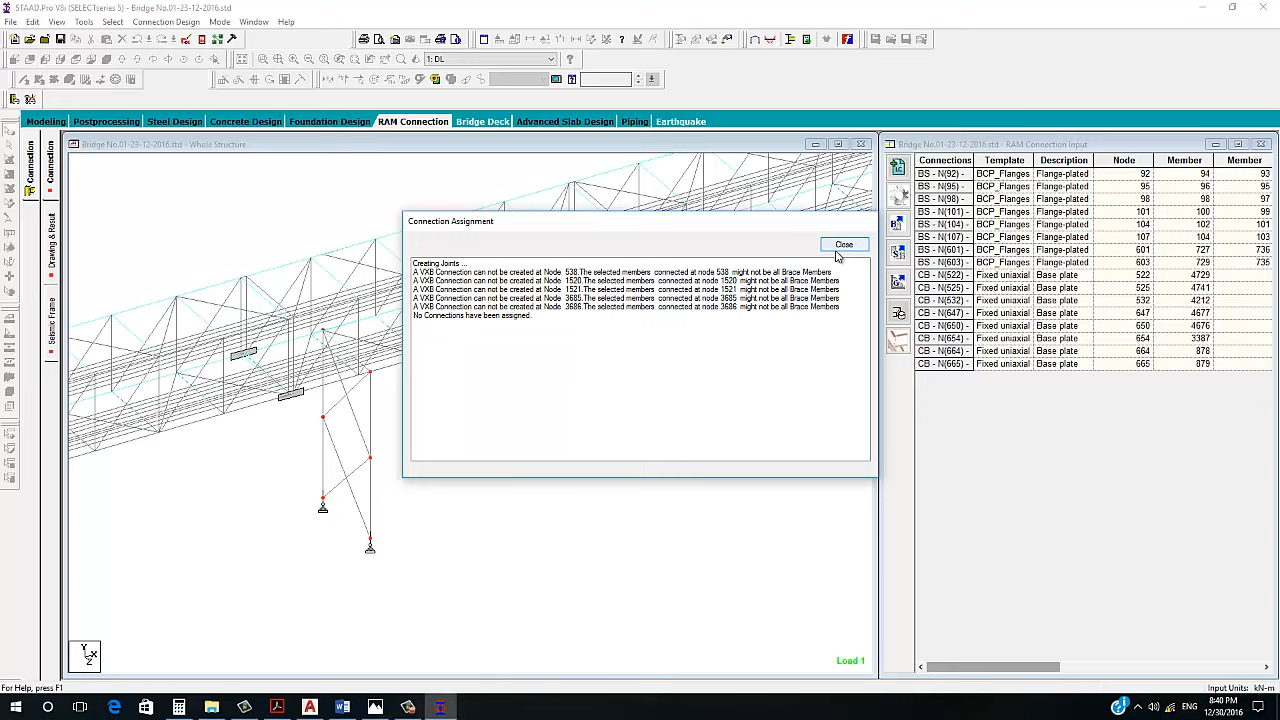 STAAD.Pro V8i (SELECTseries 5) - Bridge No.01-23-12-2016.std
File Edit View Tools Select Connection Design Mode Window Help
1: DL
Modeling Postprocessing Steel Design Concrete Design Foundation Design RAM Connection Bridge Deck Advanced Slab Design Piping Earthquake
Connection
Connection
Drawing & Result
Seismic Frame
Bridge No.01-23-12-2016.std - Whole Structure
Connection Assignment
Close
Creating Joints ...
A VXB Connection can not be created at Node 538.The selected members connected at node 538 might not be all Brace Members
A VXB Connection can not be created at Node 1520.The selected members connected at node 1520 might not be all Brace Members
A VXB Connection can not be created at Node 1521.The selected members connected at node 1521 might not be all Brace Members
A VXB Connection can not be created at Node 3685.The selected members connected at node 3685 might not be all Brace Members
A VXB Connection can not be created at Node 3686.The selected members connected at node 3686 might not be all Brace Members
No Connections have been assigned.
Y
X
Z
Load 1
Bridge No.01-23-12-2016.std - RAM Connection input
Connections Template Description Node Member Member
BS - N(92) - BCP_Flanges Flange-plated 92 94 93
BS - N(95) - BCP_Flanges Flange-plated 95 96 95
BS - N(98) - BCP_Flanges Flange-plated 98 98 97
BS - N(101) - BCP_Flanges Flange-plated 101 100 99
BS - N(104) - BCP_Flanges Flange-plated 104 102 101
BS - N(107) - BCP_Flanges Flange-plated 107 104 103
BS - N(601) - BCP_Flanges Flange-plated 601 727 736
BS - N(603) - BCP_Flanges Flange-plated 603 729 735
CB - N(522) - Fixed uniaxial Base plate 522 4729
CB - N(525) - Fixed uniaxial Base plate 525 4741
CB - N(532) - Fixed uniaxial Base plate 532 4212
CB - N(647) - Fixed uniaxial Base plate 647 4677
CB - N(650) - Fixed uniaxial Base plate 650 4676
CB - N(654) - Fixed uniaxial Base plate 654 3387
CB - N(664) - Fixed uniaxial Base plate 664 878
CB - N(665) - Fixed uniaxial Base plate 665 879
For Help, press F1
Input Units: kN-m
ENG
8:40 PM
12/30/2016